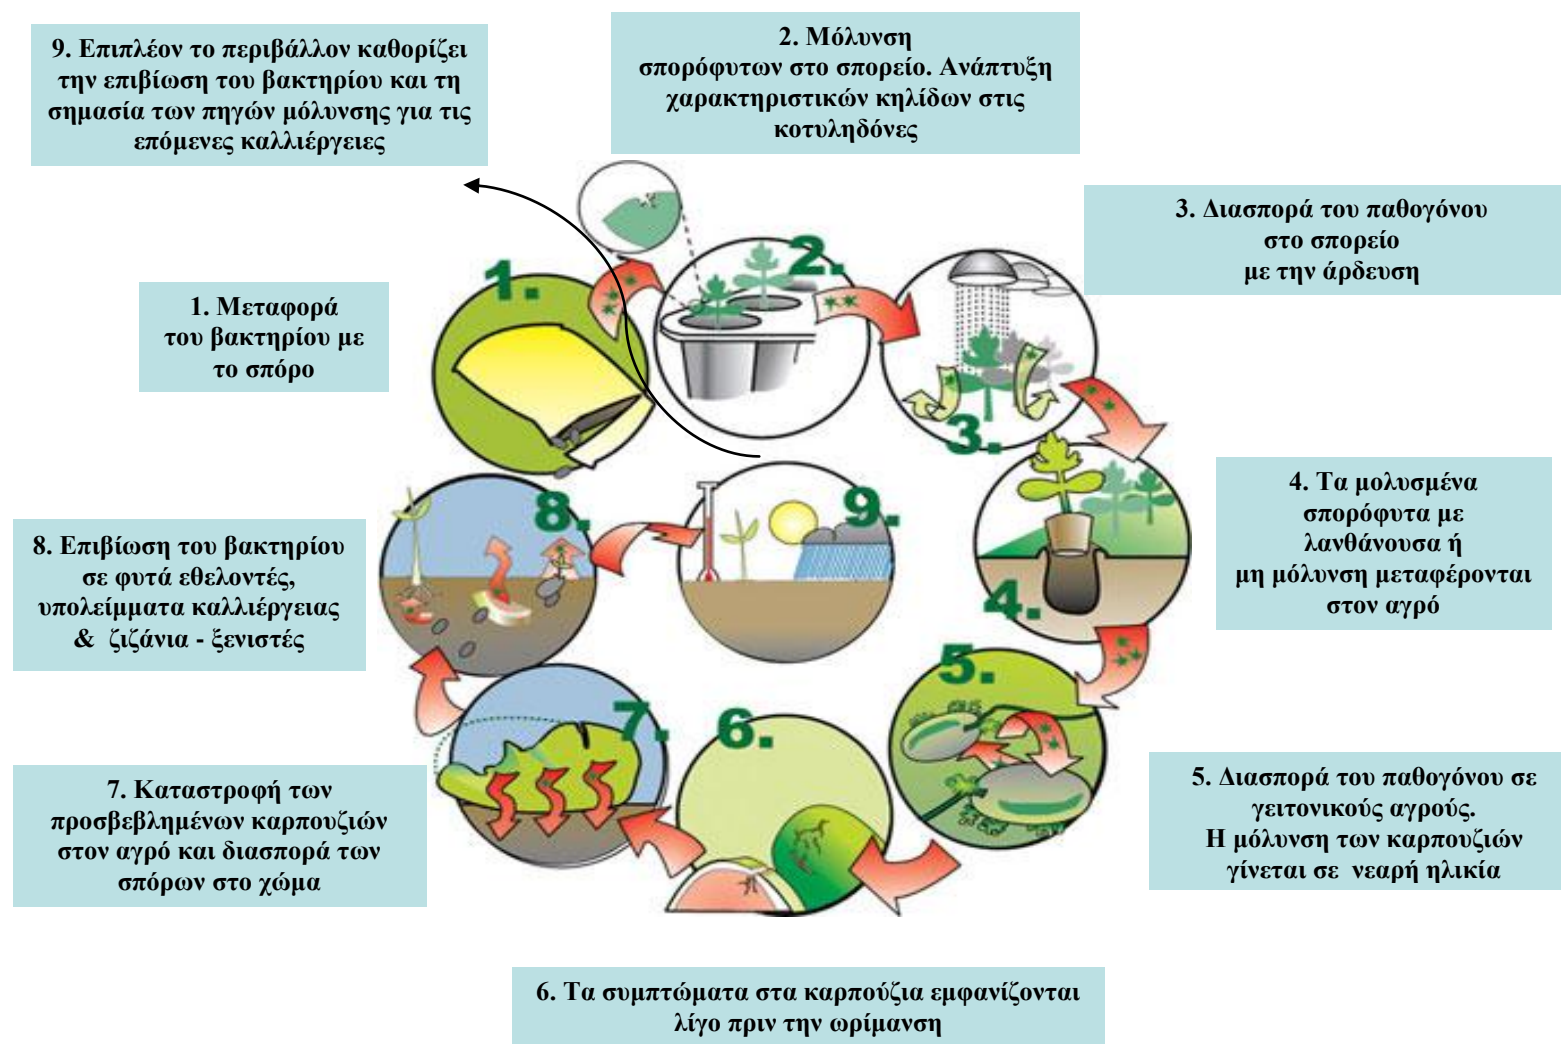 9. Επιπλέον το περιβάλλον καθορίζει
την επιβίωση του βακτηρίου και τη
σημασία των πηγών μόλυνσης για τις
επόμενες καλλιέργειες
2. Μόλυνση
σπορόφυτων στο σπορείο. Ανάπτυξη
χαρακτηριστικών κηλίδων στις
κοτυληδόνες
3. Διασπορά του παθογόνου
στο σπορείο
με την άρδευση
1. Μεταφορά
του βακτηρίου με
το σπόρο
4. Τα μολυσμένα
σπορόφυτα με
λανθάνουσα ή
μη μόλυνση μεταφέρονται
στον αγρό
8. Επιβίωση του βακτηρίου
σε φυτά εθελοντές,
υπολείμματα καλλιέργειας
& ζιζάνια - ξενιστές
5. Διασπορά του παθογόνου σε
γειτονικούς αγρούς.
Η μόλυνση των καρπουζιών
γίνεται σε νεαρή ηλικία
7. Καταστροφή των
προσβεβλημένων καρπουζιών
στον αγρό και διασπορά των
σπόρων στο χώμα
6. Τα συμπτώματα στα καρπούζια εμφανίζονται
λίγο πριν την ωρίμανση
1.
2.
3.
4.
5.
6.
7.
8.
9.